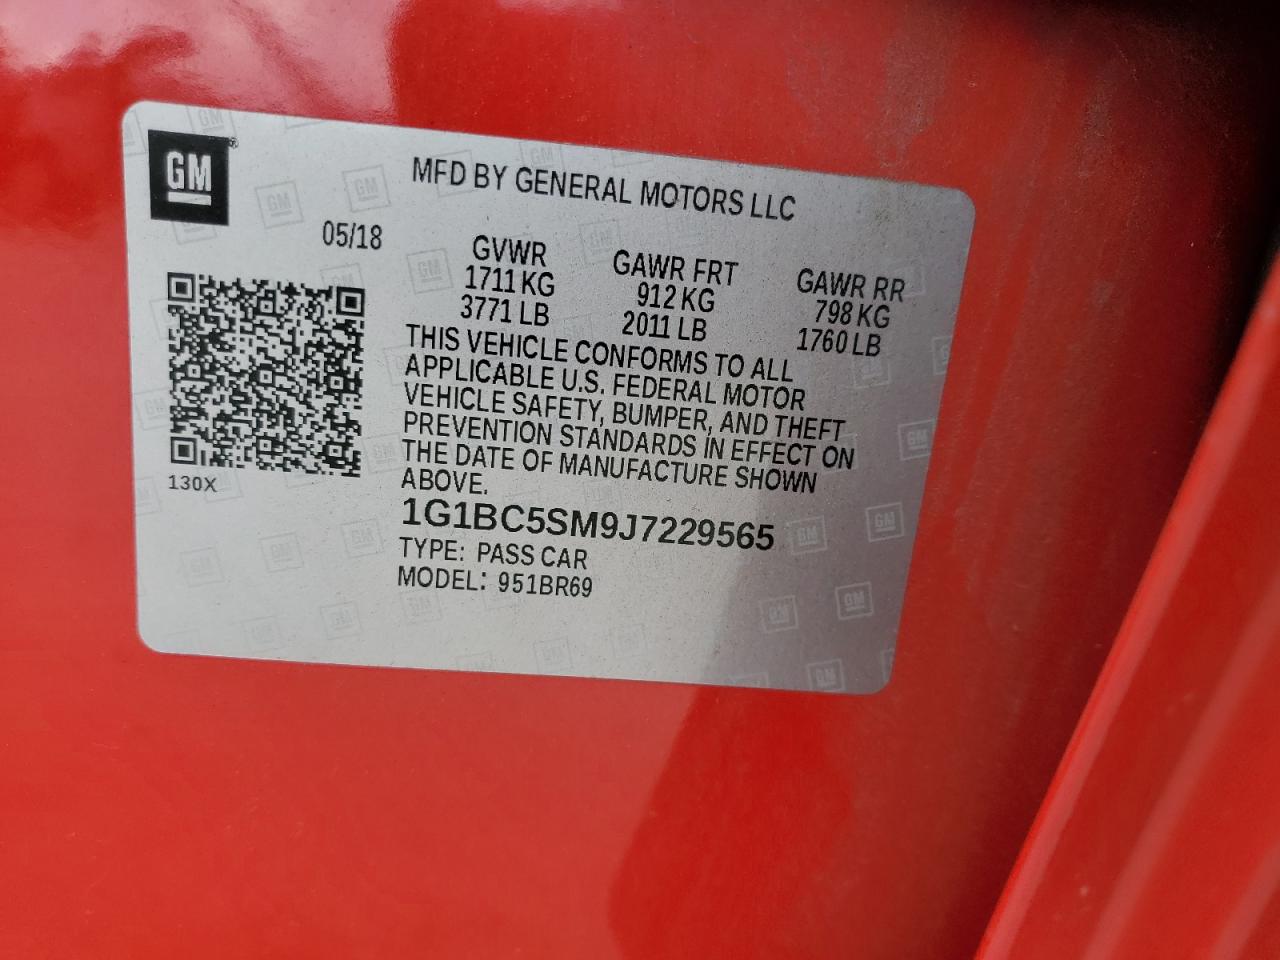 GM
MFD BY GENERAL MOTORS LLC
05/18
GVWR GAWR FRT GAWR RR
1711 KG 912 KG 798 KG
3771 LB 2011 LB 1760 LB
THIS VEHICLE CONFORMS TO ALL
APPLICABLE U.S. FEDERAL MOTOR
VEHICLE SAFETY, BUMPER, AND THEFT
PREVENTION STANDARDS IN EFFECT ON
THE DATE OF MANUFACTURE SHOWN
ABOVE.
130X
1G1BC5SM9J7229565
TYPE: PASS CAR
MODEL: 951BR69